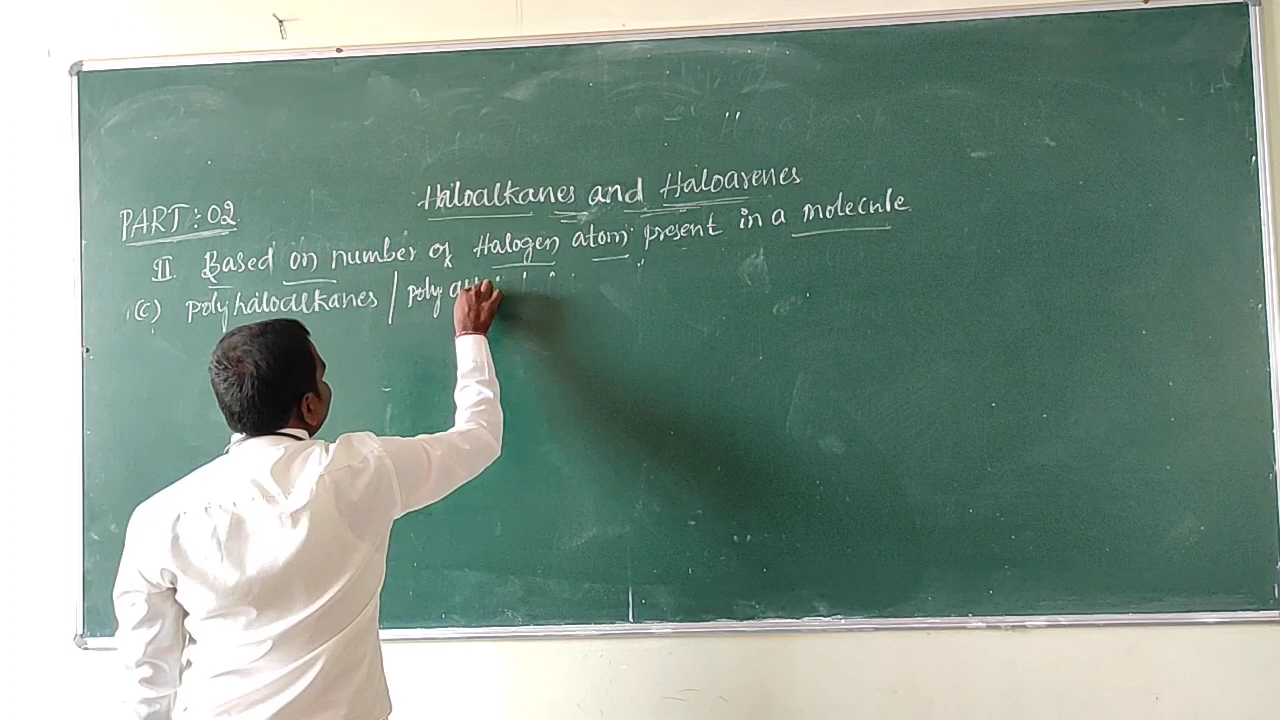 Haloalkanes and Haloarenes
PART:02
II. Based on number of Halogen atom present in a molecule
(C) polyhaloalkanes / poly